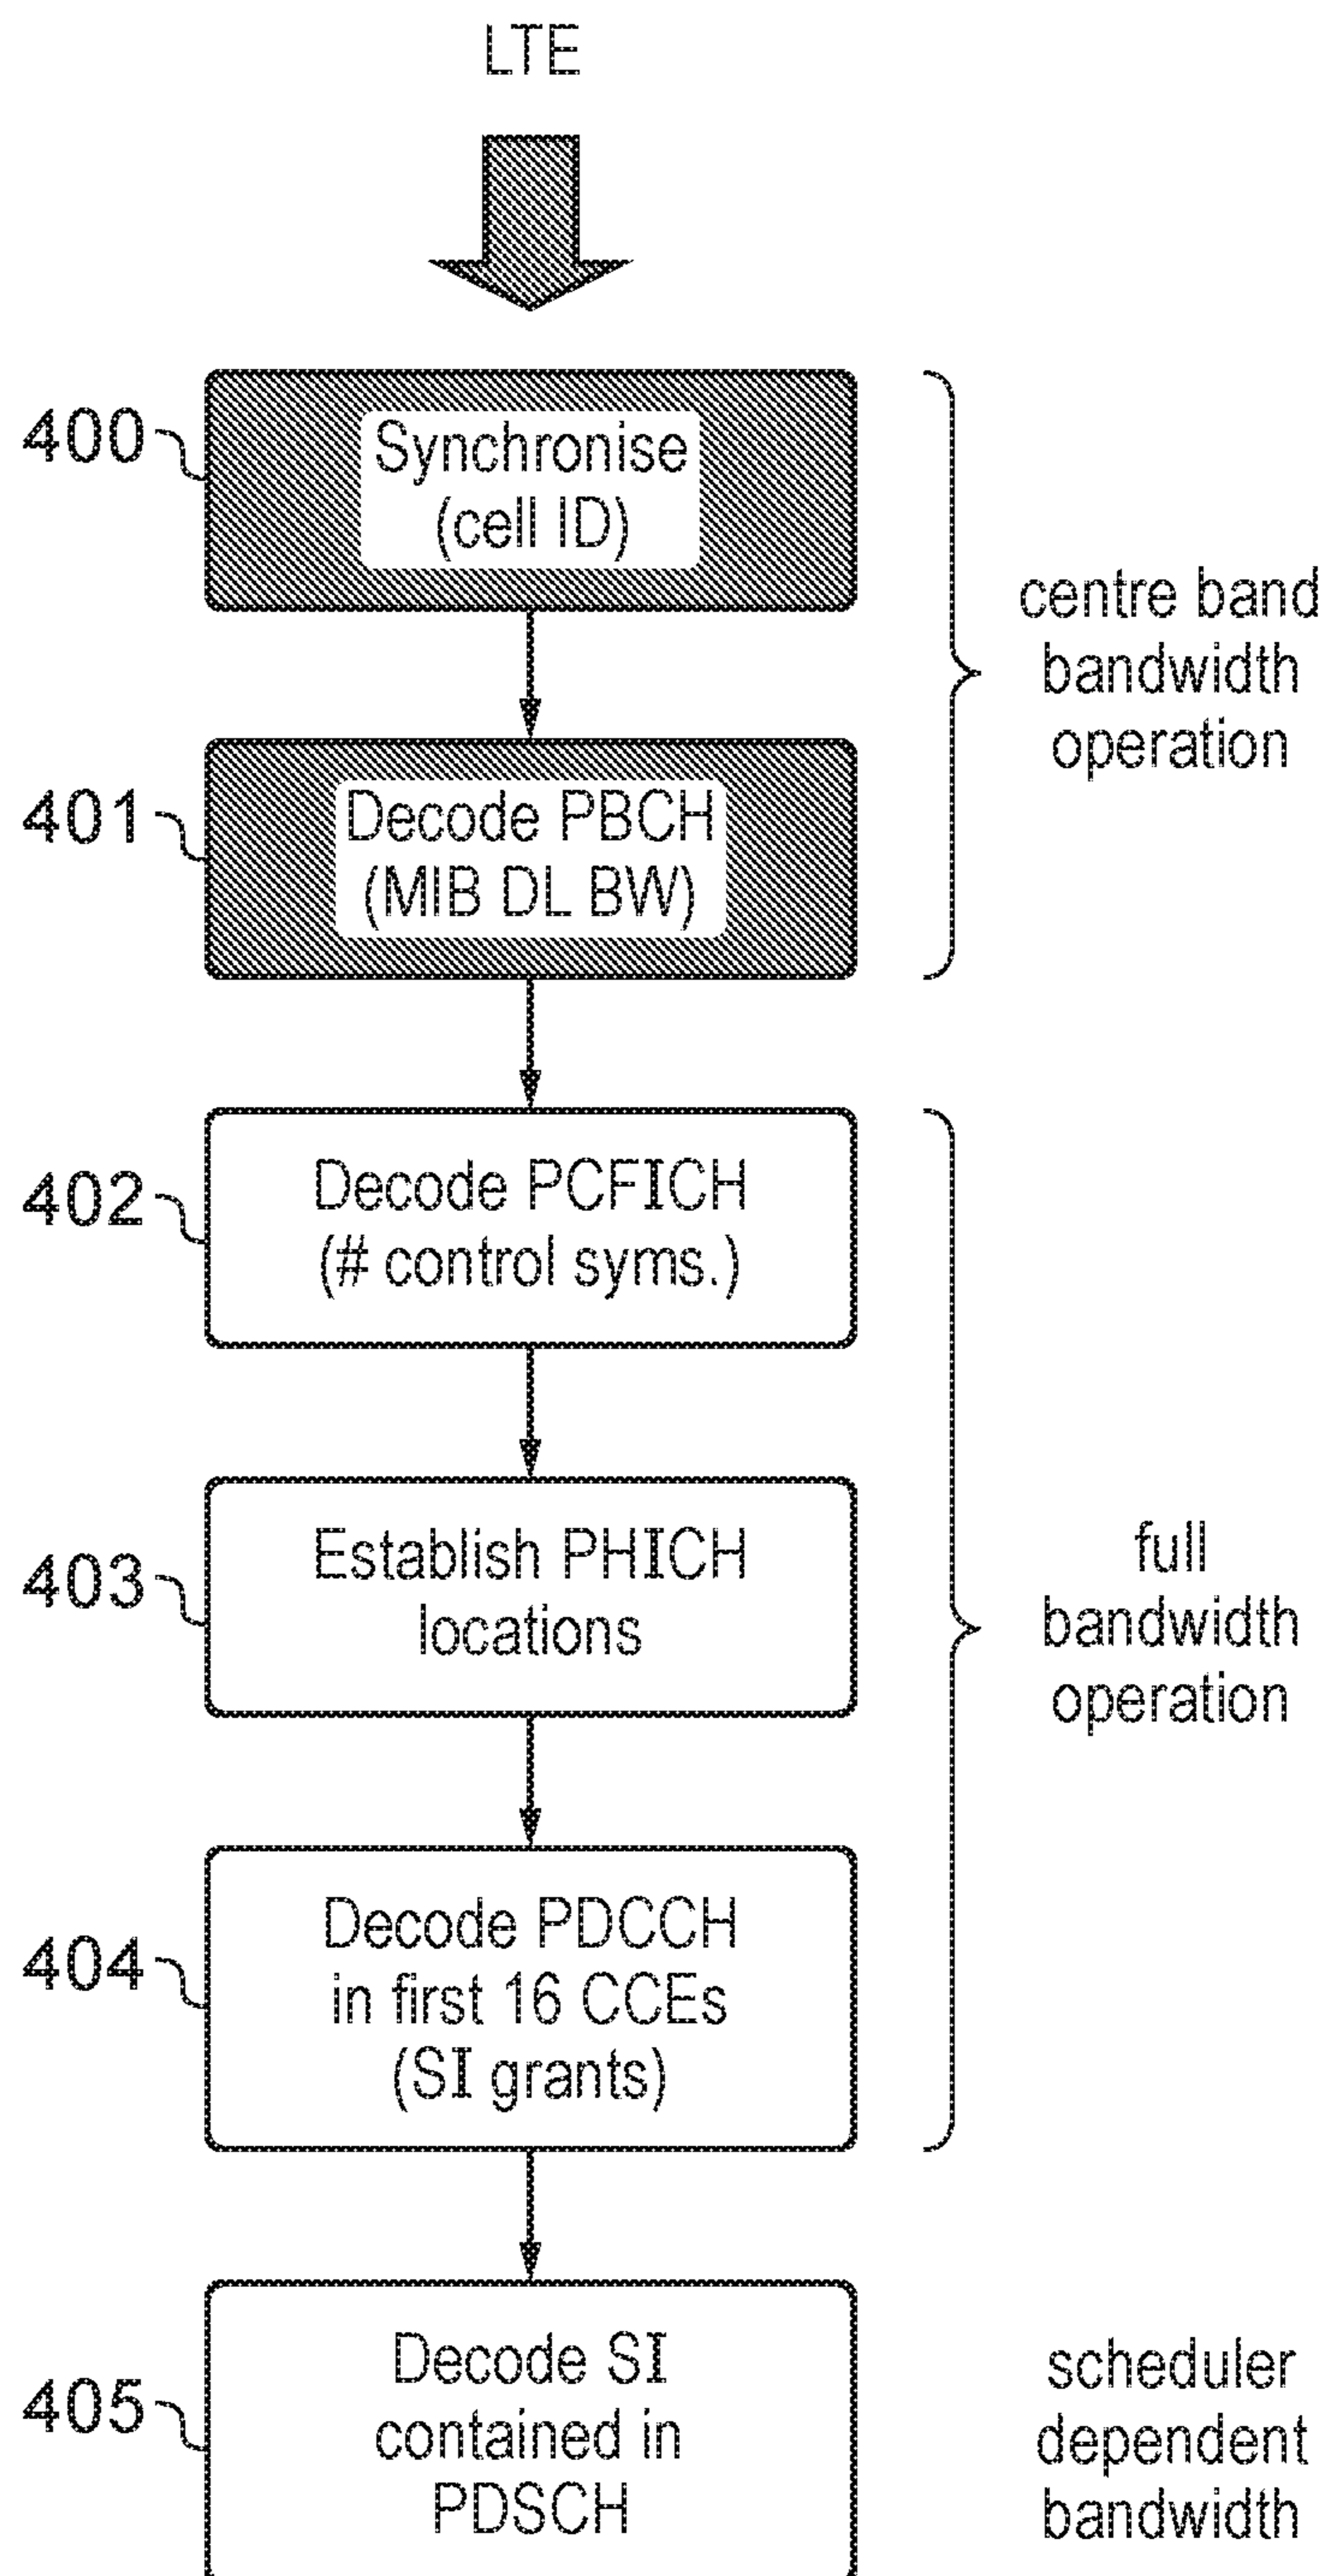 LTE
400
Synchronise
(cell ID)
centre band
bandwidth
operation
401
Decode PBCH
(MIB DL BW)
402
Decode PCFICH
(# control syms.)
403
Establish PHICH
locations
full
bandwidth
operation
404
Decode PDCCH
in first 16 CCEs
(SI grants)
405
Decode SI
contained in
PDSCH
scheduler
dependent
bandwidth